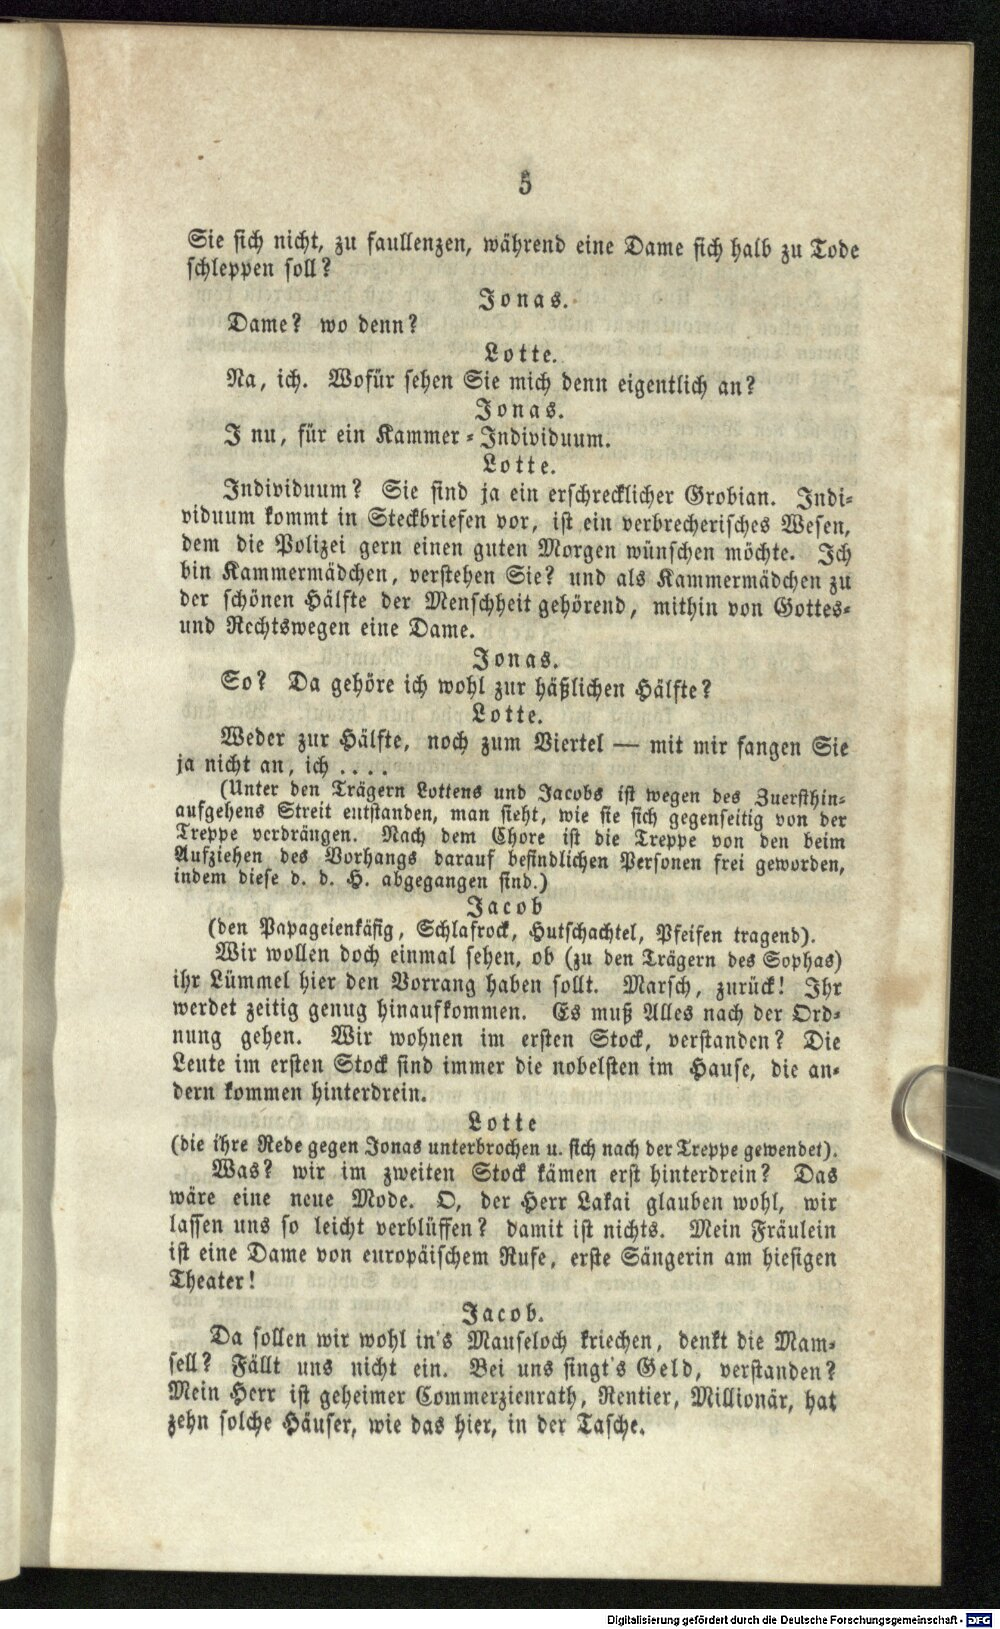 5
Sie sich nicht, zu faullenzen, während eine Dame sich halb zu Tode
schleppen soll?
Jonas.
Dame? wo denn?
Lotte.
Na, ich. Wofür sehen Sie mich denn eigentlich an?
Jonas.
J nu, für ein Kammer-Individuum.
Lotte.
Individuum? Sie sind ja ein erschrecklicher Grobian. Indi-
viduum kommt in Steckbriefen vor, ist ein verbrecherisches Wesen,
dem die Polizei gern einen guten Morgen wünschen möchte. Ich
bin Kammermädchen, verstehen Sie? und als Kammermädchen zu
der schönen Hälfte der Menschheit gehörend, mithin von Gottes-
und Rechtswegen eine Dame.
Jonas.
So? Da gehöre ich wohl zur häßlichen Hälfte?
Lotte.
Weder zur Hälfte, noch zum Viertel — mit mir fangen Sie
ja nicht an, ich ....
(Unter den Trägern Lottens und Jacobs ist wegen des Zuersthin-
aufgehens Streit entstanden, man sieht, wie sie sich gegenseitig von der
Treppe verdrängen. Nach dem Chore ist die Treppe von den beim
Aufziehen des Vorhangs darauf befindlichen Personen frei geworden,
indem diese d. d. H. abgegangen sind.)
Jacob
(den Papageienkäfig, Schlafrock, Hutschachtel, Pfeifen tragend).
Wir wollen doch einmal sehen, ob (zu den Trägern des Sophas)
ihr Lümmel hier den Vorrang haben sollt. Marsch, zurück! Ihr
werdet zeitig genug hinaufkommen. Es muß Alles nach der Ord-
nung gehen. Wir wohnen im ersten Stock, verstanden? Die
Leute im ersten Stock sind immer die nobelsten im Hause, die an-
dern kommen hinterdrein.
Lotte
(die ihre Rede gegen Jonas unterbrochen u. sich nach der Treppe gewendet).
Was? wir im zweiten Stock kämen erst hinterdrein? Das
wäre eine neue Mode. O, der Herr Lakai glauben wohl, wir
lassen uns so leicht verblüffen? damit ist nichts. Mein Fräulein
ist eine Dame von europäischem Rufe, erste Sängerin am hiesigen
Theater!
Jacob.
Da sollen wir wohl in's Mauseloch kriechen, denkt die Mam-
sell? Fällt uns nicht ein. Bei uns singt's Geld, verstanden?
Mein Herr ist geheimer Commerzienrath, Rentier, Millionär, hat
zehn solche Häuser, wie das hier, in der Tasche.
Digitalisierung gefördert durch die Deutsche Forschungsgemeinschaft - DFG